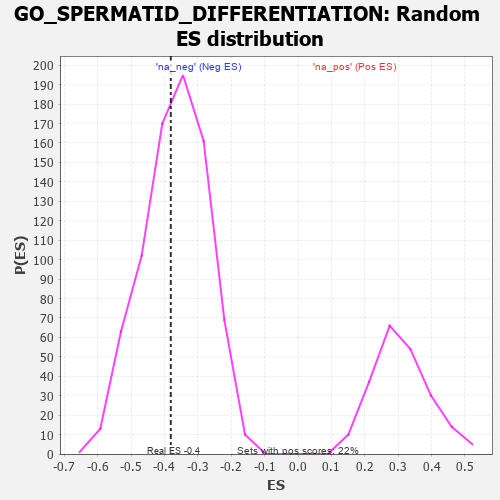 GO_SPERMATID_DIFFERENTIATION: Random
ES distribution
'na_neg' (Neg ES)
'na_pos' (Pos ES)
200
190
180
170
160
150
140
130
120
110
100
90
80
70
60
50
40
30
20
10
0
P(ES)
Real ES -0.4
Sets with pos scores: 22%
-0.7 -0.6 -0.5 -0.4 -0.3 -0.2 -0.1 0.0 0.1 0.2 0.3 0.4 0.5
ES